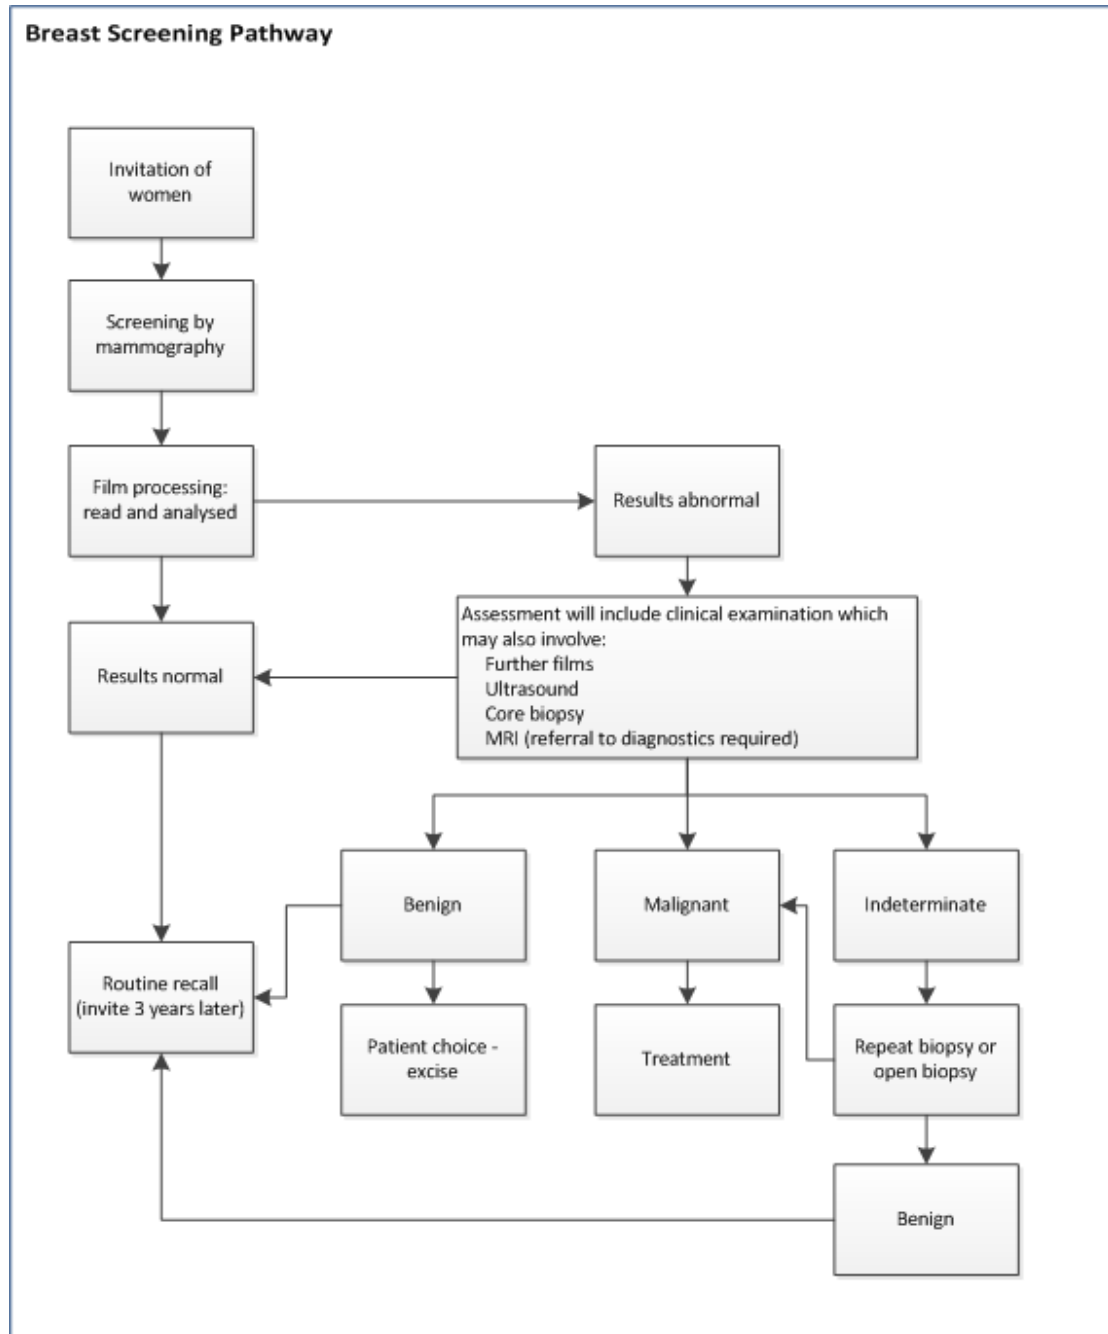 Breast Screening Pathway
Invitation of
women
Screening by
mammography
Film processing:
read and analysed
Results abnormal
Assessment will include clinical examination which
may also involve:
Further films
Ultrasound
Core biopsy
MRI (referral to diagnostics required)
Results normal
Benign
Malignant
Indeterminate
Routine recall
(invite 3 years later)
Patient choice -
excise
Treatment
Repeat biopsy or
open biopsy
Benign